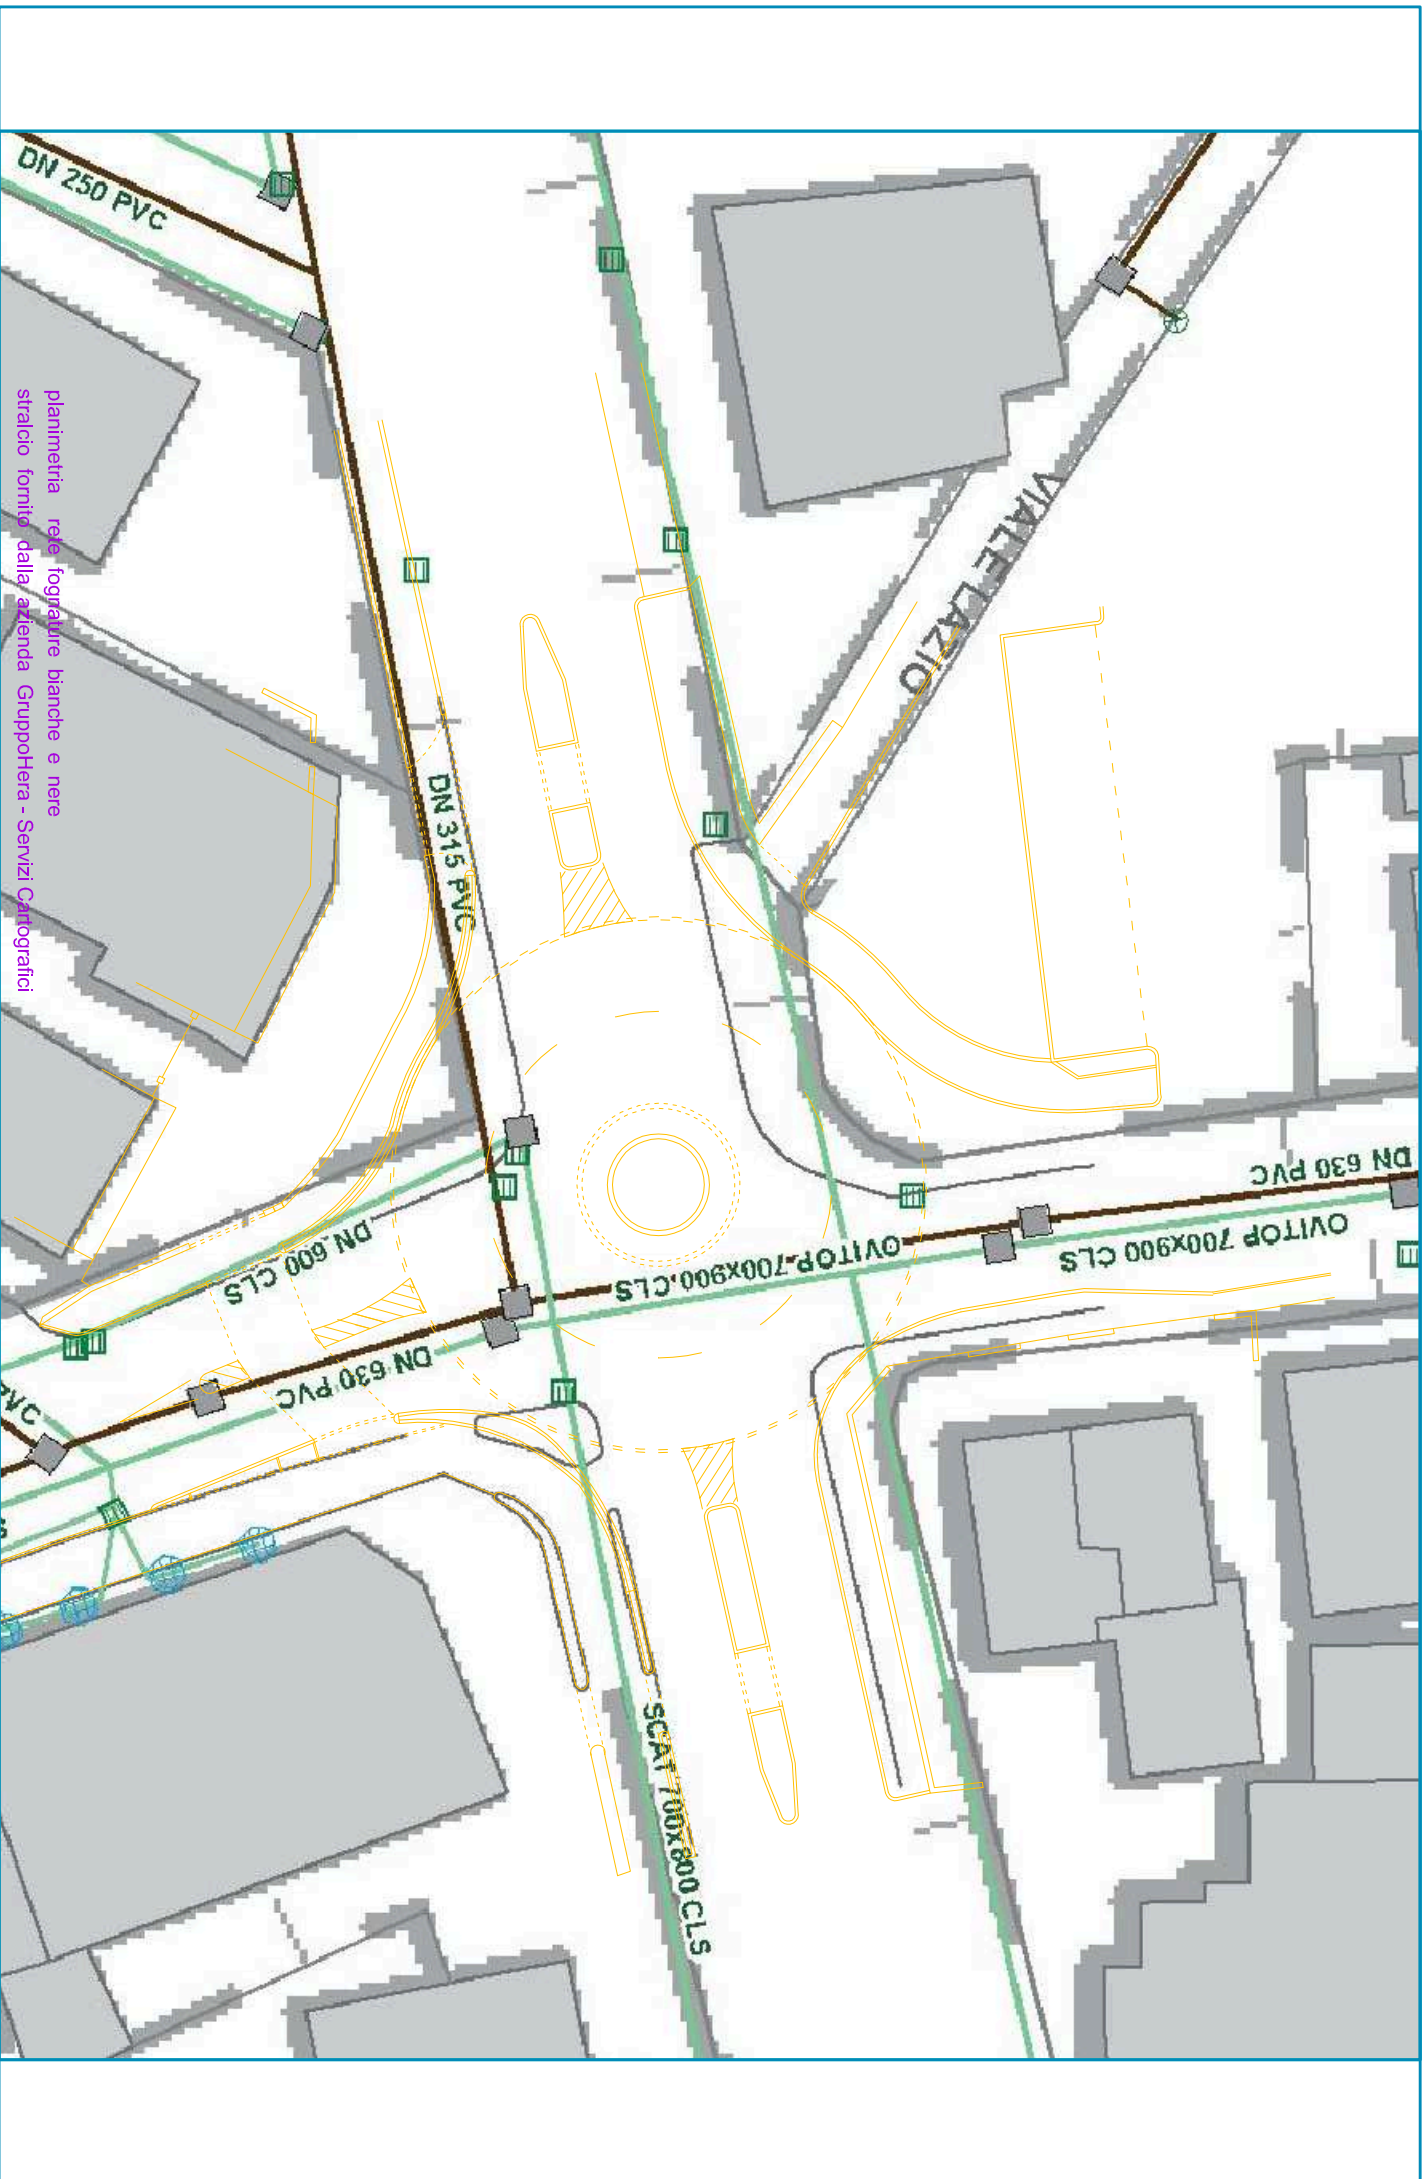 DN 250 PVC
planimetria rete fognature bianche e nere
stralcio fornito dalla azienda GruppoHera - Servizi Cartografici
VIALE LAZIO
DN 315 PVC
DN 630 PVC
OVITOP 700x900 CLS
OVITOP 700x900 CLS
DN 600 CLS
DN 630 PVC
PVC
SCAT 700x800 CLS